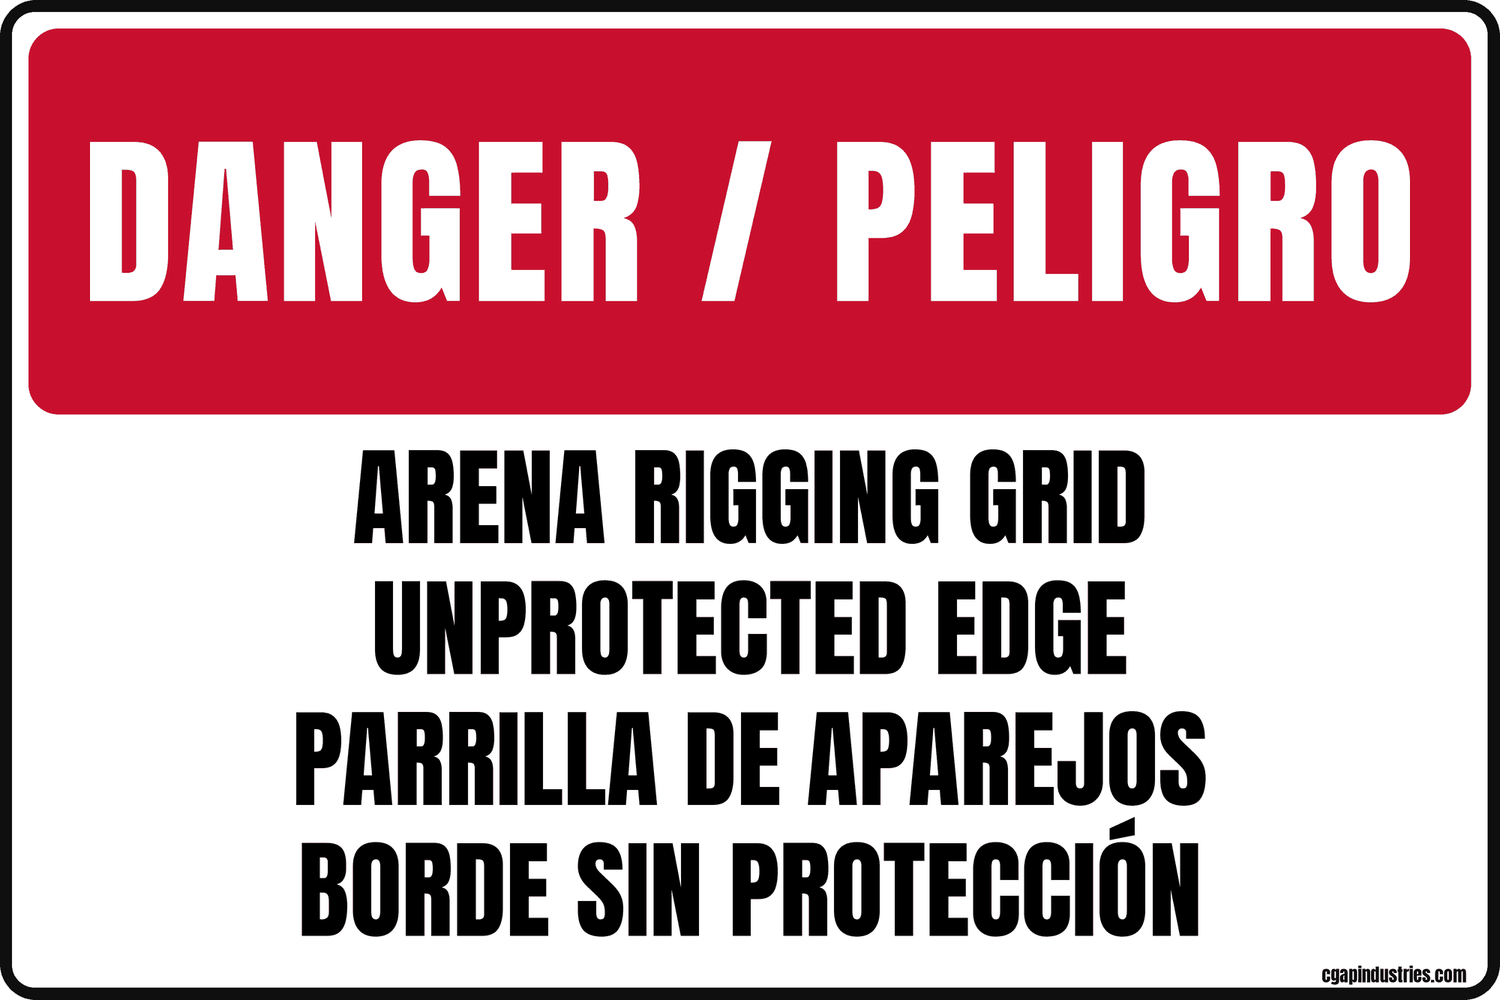 DANGER / PELIGRO
ARENA RIGGING GRID
UNPROTECTED EDGE
PARRILLA DE APAREJOS
BORDE SIN PROTECCIÓN
cgapindustries.com